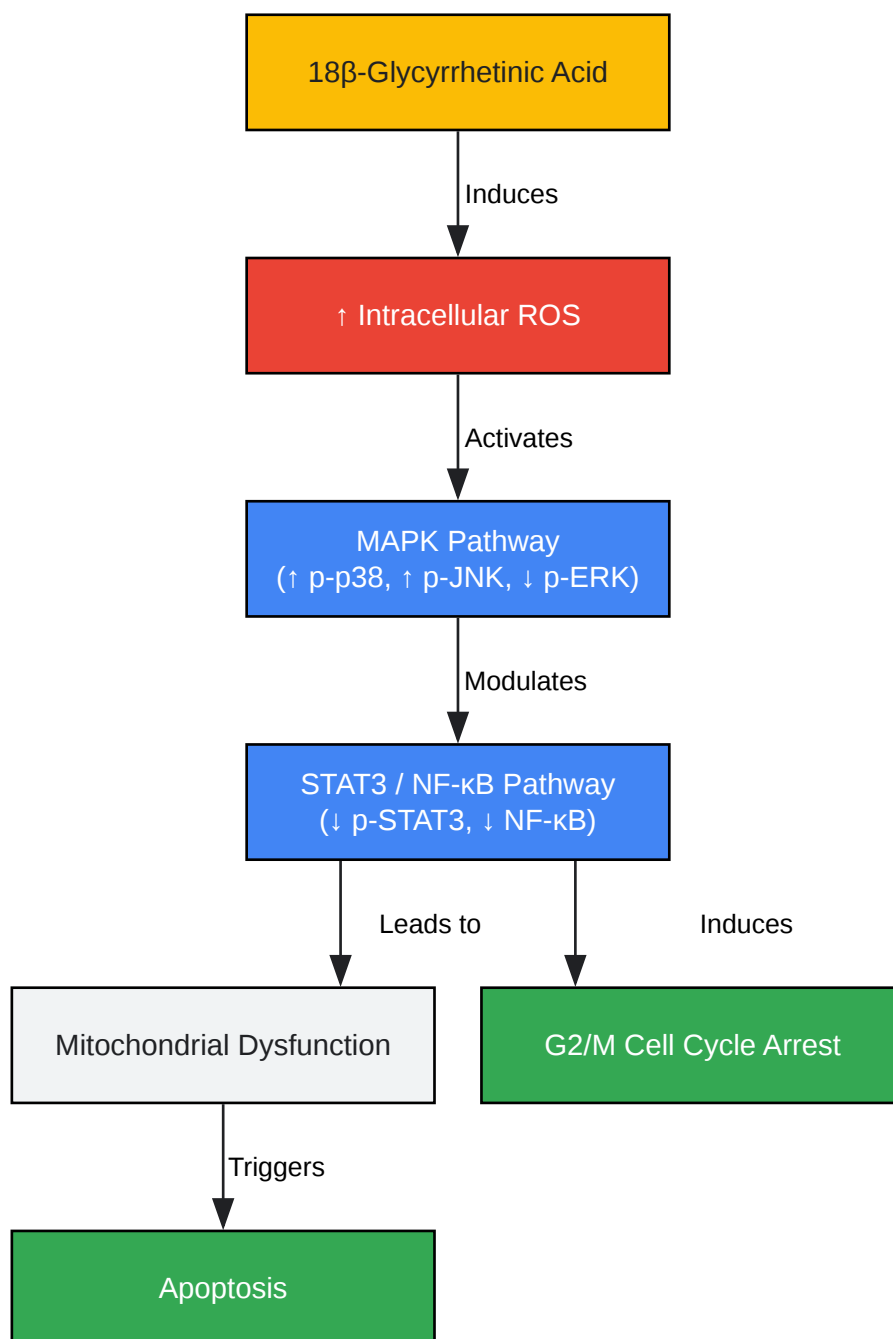 18β-Glycyrrhetinic Acid
Induces
↑ Intracellular ROS
Activates
MAPK Pathway
(↑ p-p38, ↑ p-JNK, ↓ p-ERK)
Modulates
STAT3 / NF-κB Pathway
(↓ p-STAT3, ↓ NF-κB)
Leads to
Induces
Mitochondrial Dysfunction
G2/M Cell Cycle Arrest
Triggers
Apoptosis